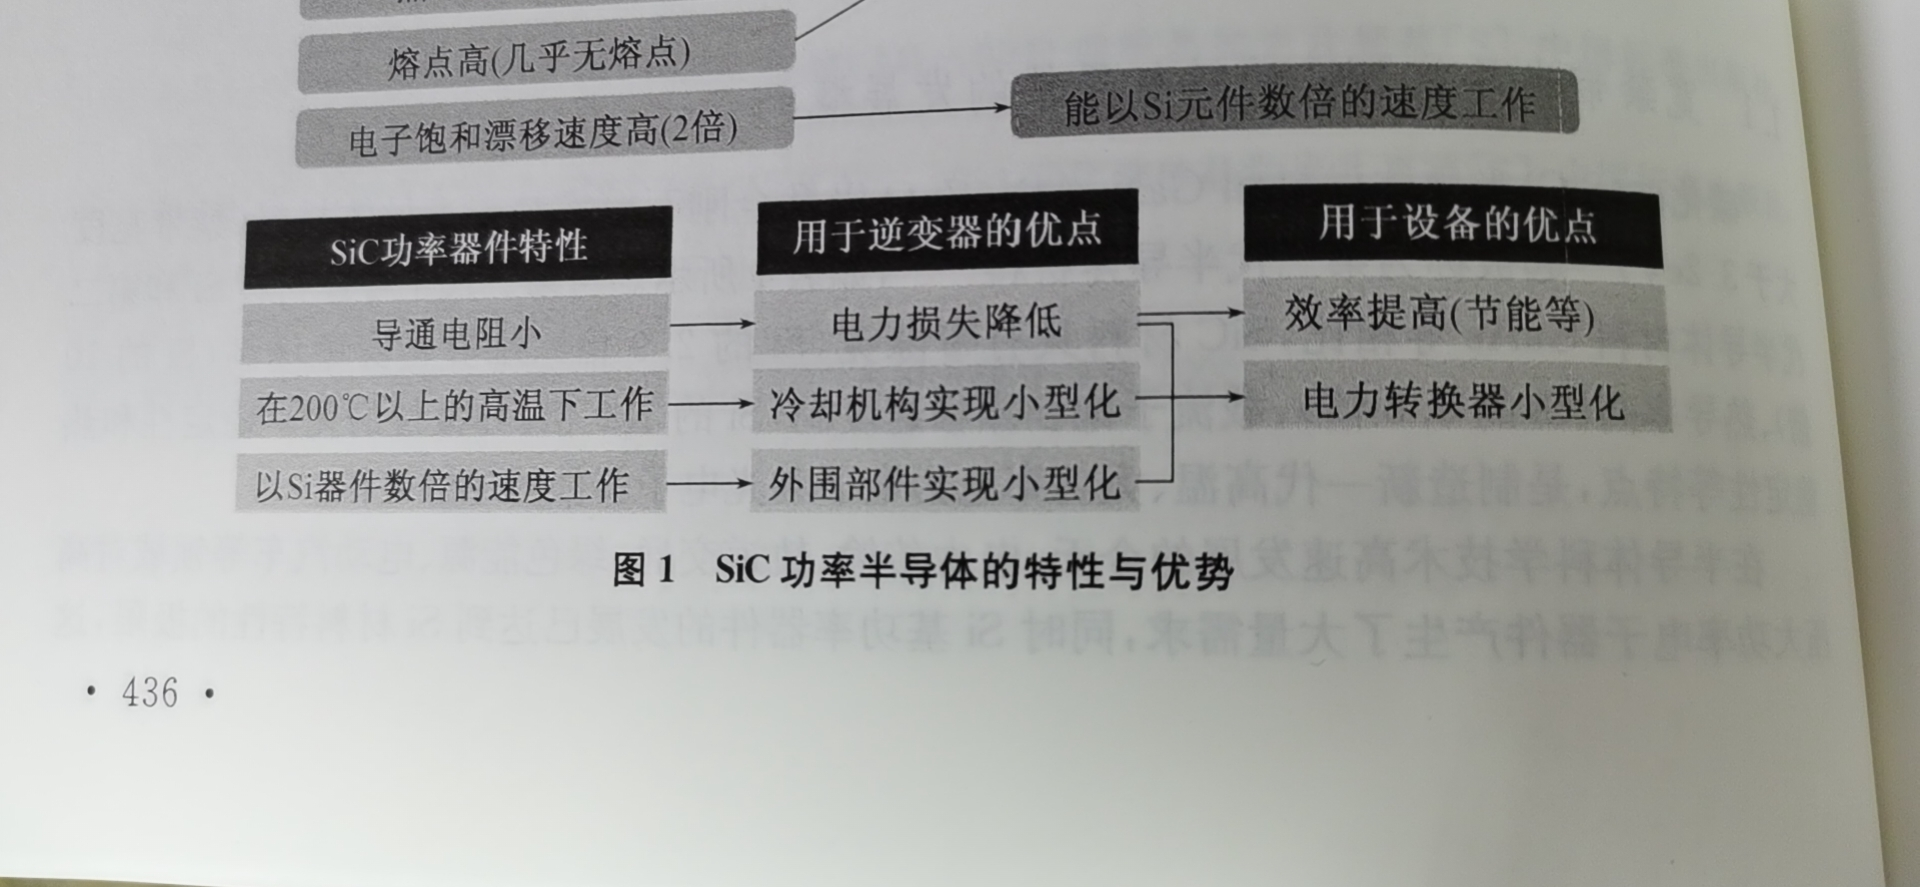 熔点高(几乎无熔点)
电子饱和漂移速度高(2倍)
能以Si元件数倍的速度工作
SiC功率器件特性
用于逆变器的优点
用于设备的优点
导通电阻小
电力损失降低
效率提高(节能等)
在200℃以上的高温下工作
冷却机构实现小型化
电力转换器小型化
以Si器件数倍的速度工作
外围部件实现小型化
图1 SiC功率半导体的特性与优势
· 436 ·